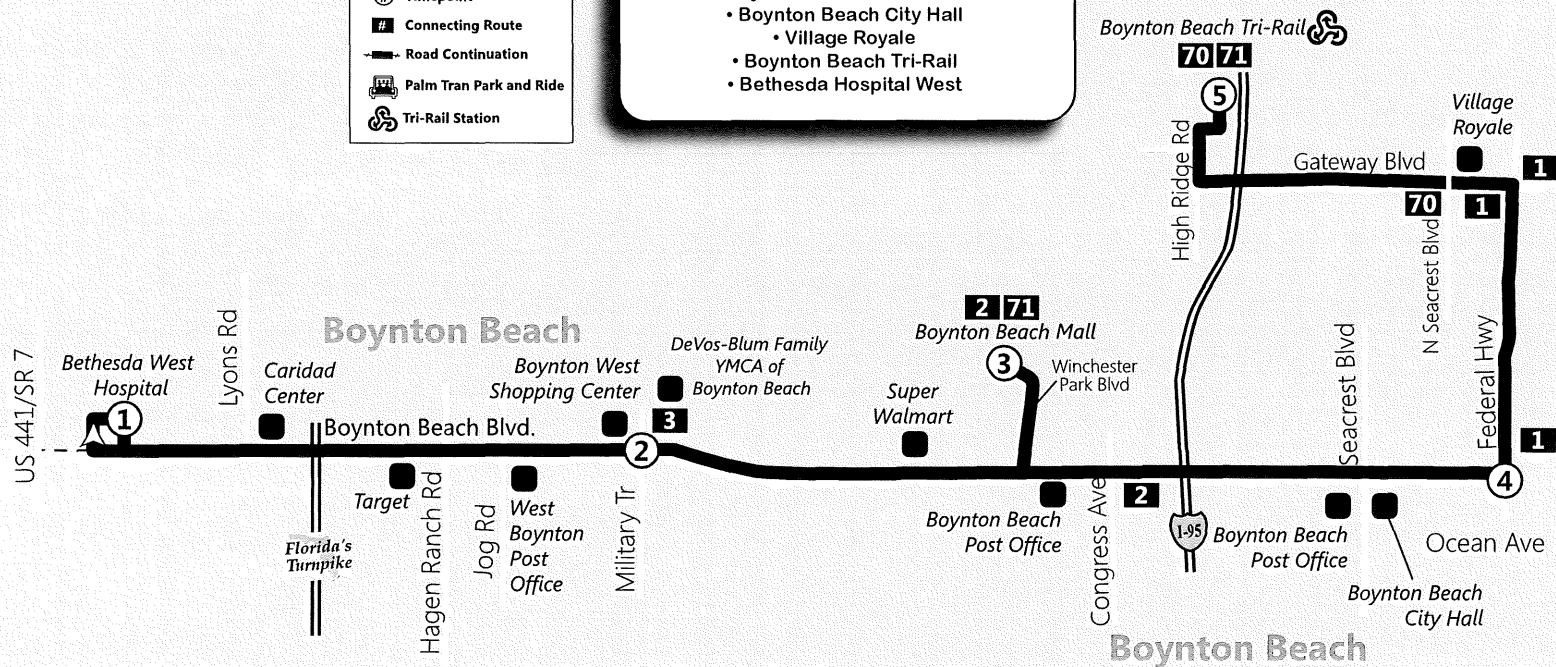 # Connecting Route
Road Continuation
Palm Tran Park and Ride
Tri-Rail Station
• Boynton Beach City Hall
• Village Royale
• Boynton Beach Tri-Rail
• Bethesda Hospital West
Boynton Beach Tri-Rail
70 71
5
Village
Royale
High Ridge Rd
Gateway Blvd
1
70
1
N Seacrest Blvd
Federal Hwy
Boynton Beach
US 441/SR 7
Bethesda West
Hospital
1
Lyons Rd
Caridad
Center
Boynton Beach Blvd.
Boynton West
Shopping Center
DeVos-Blum Family
YMCA of
Boynton Beach
3
2
2 71
Boynton Beach Mall
3
Winchester
Park Blvd
Super
Walmart
Seacrest Blvd
1
4
Target
Florida's
Turnpike
Hagen Ranch Rd
Jog Rd
West
Boynton
Post
Office
Military Tr
Boynton Beach
Post Office
Congress Ave
2
I-95
Boynton Beach
Post Office
Ocean Ave
Boynton Beach
City Hall
Boynton Beach